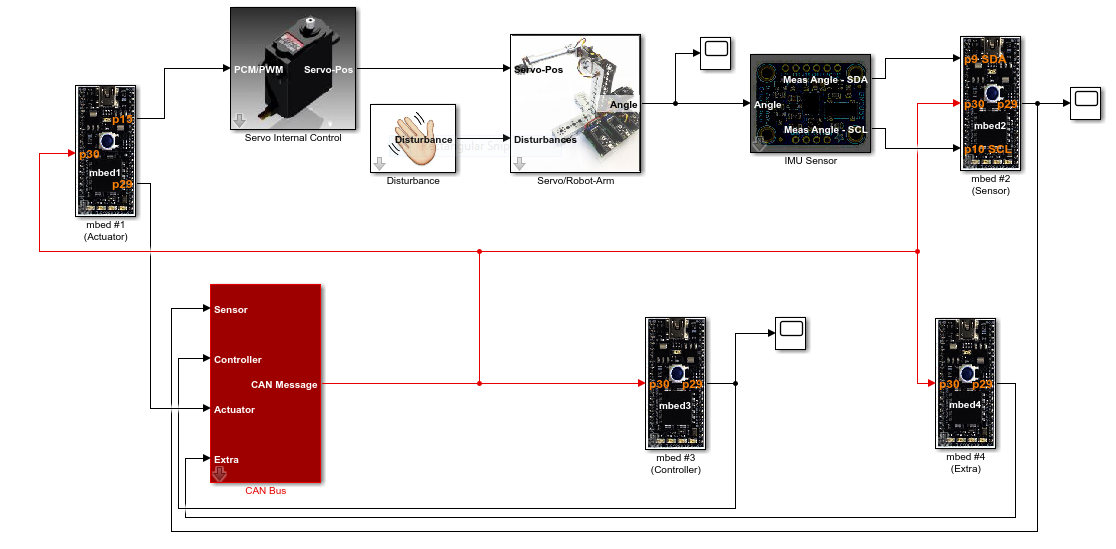 PCM/PWM
Servo-Pos
Servo Internal Control
Servo-Pos
Angle
Disturbances
Servo/Robot-Arm
Disturbance
Disturbance
Angle
Meas Angle - SDA
Meas Angle - SCL
IMU Sensor
p9 SDA
p30
p29
mbed2
p10 SCL
mbed #2
(Sensor)
p30
mbed1
p29
mbed #1
(Actuator)
Sensor
Controller
CAN Message
Actuator
Extra
CAN Bus
p30
p29
mbed3
mbed #3
(Controller)
p30
p29
mbed4
mbed #4
(Extra)